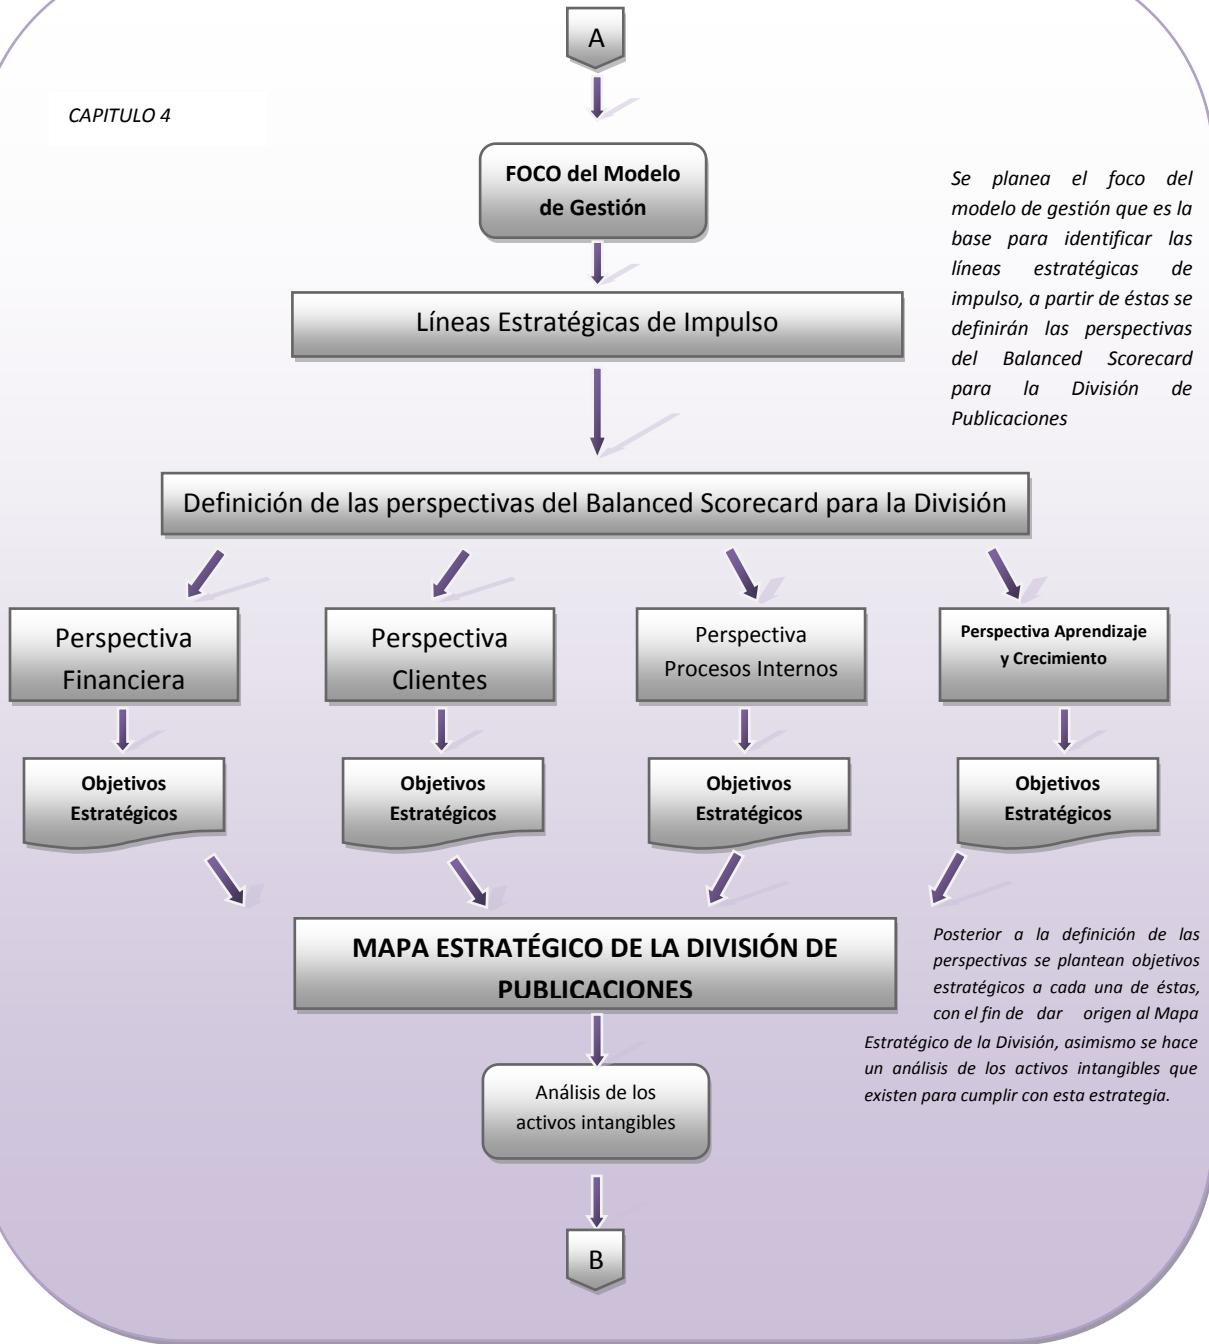 A
CAPITULO 4
FOCO del Modelo
de Gestión
Se planea el foco del
modelo de gestión que es la
base para identificar las
líneas estratégicas de
impulso, a partir de éstas se
definirán las perspectivas
del Balanced Scorecard
para la División de
Publicaciones
Líneas Estratégicas de Impulso
Definición de las perspectivas del Balanced Scorecard para la División
Perspectiva
Financiera
Perspectiva
Clientes
Perspectiva
Procesos Internos
Perspectiva Aprendizaje
y Crecimiento
Objetivos
Estratégicos
Objetivos
Estratégicos
Objetivos
Estratégicos
Objetivos
Estratégicos
MAPA ESTRATÉGICO DE LA DIVISIÓN DE
PUBLICACIONES
Posterior a la definición de las
perspectivas se plantean objetivos
estratégicos a cada una de éstas,
con el fin de dar origen al Mapa
Estratégico de la División, asimismo se hace
un análisis de los activos intangibles que
existen para cumplir con esta estrategia.
Análisis de los
activos intangibles
B